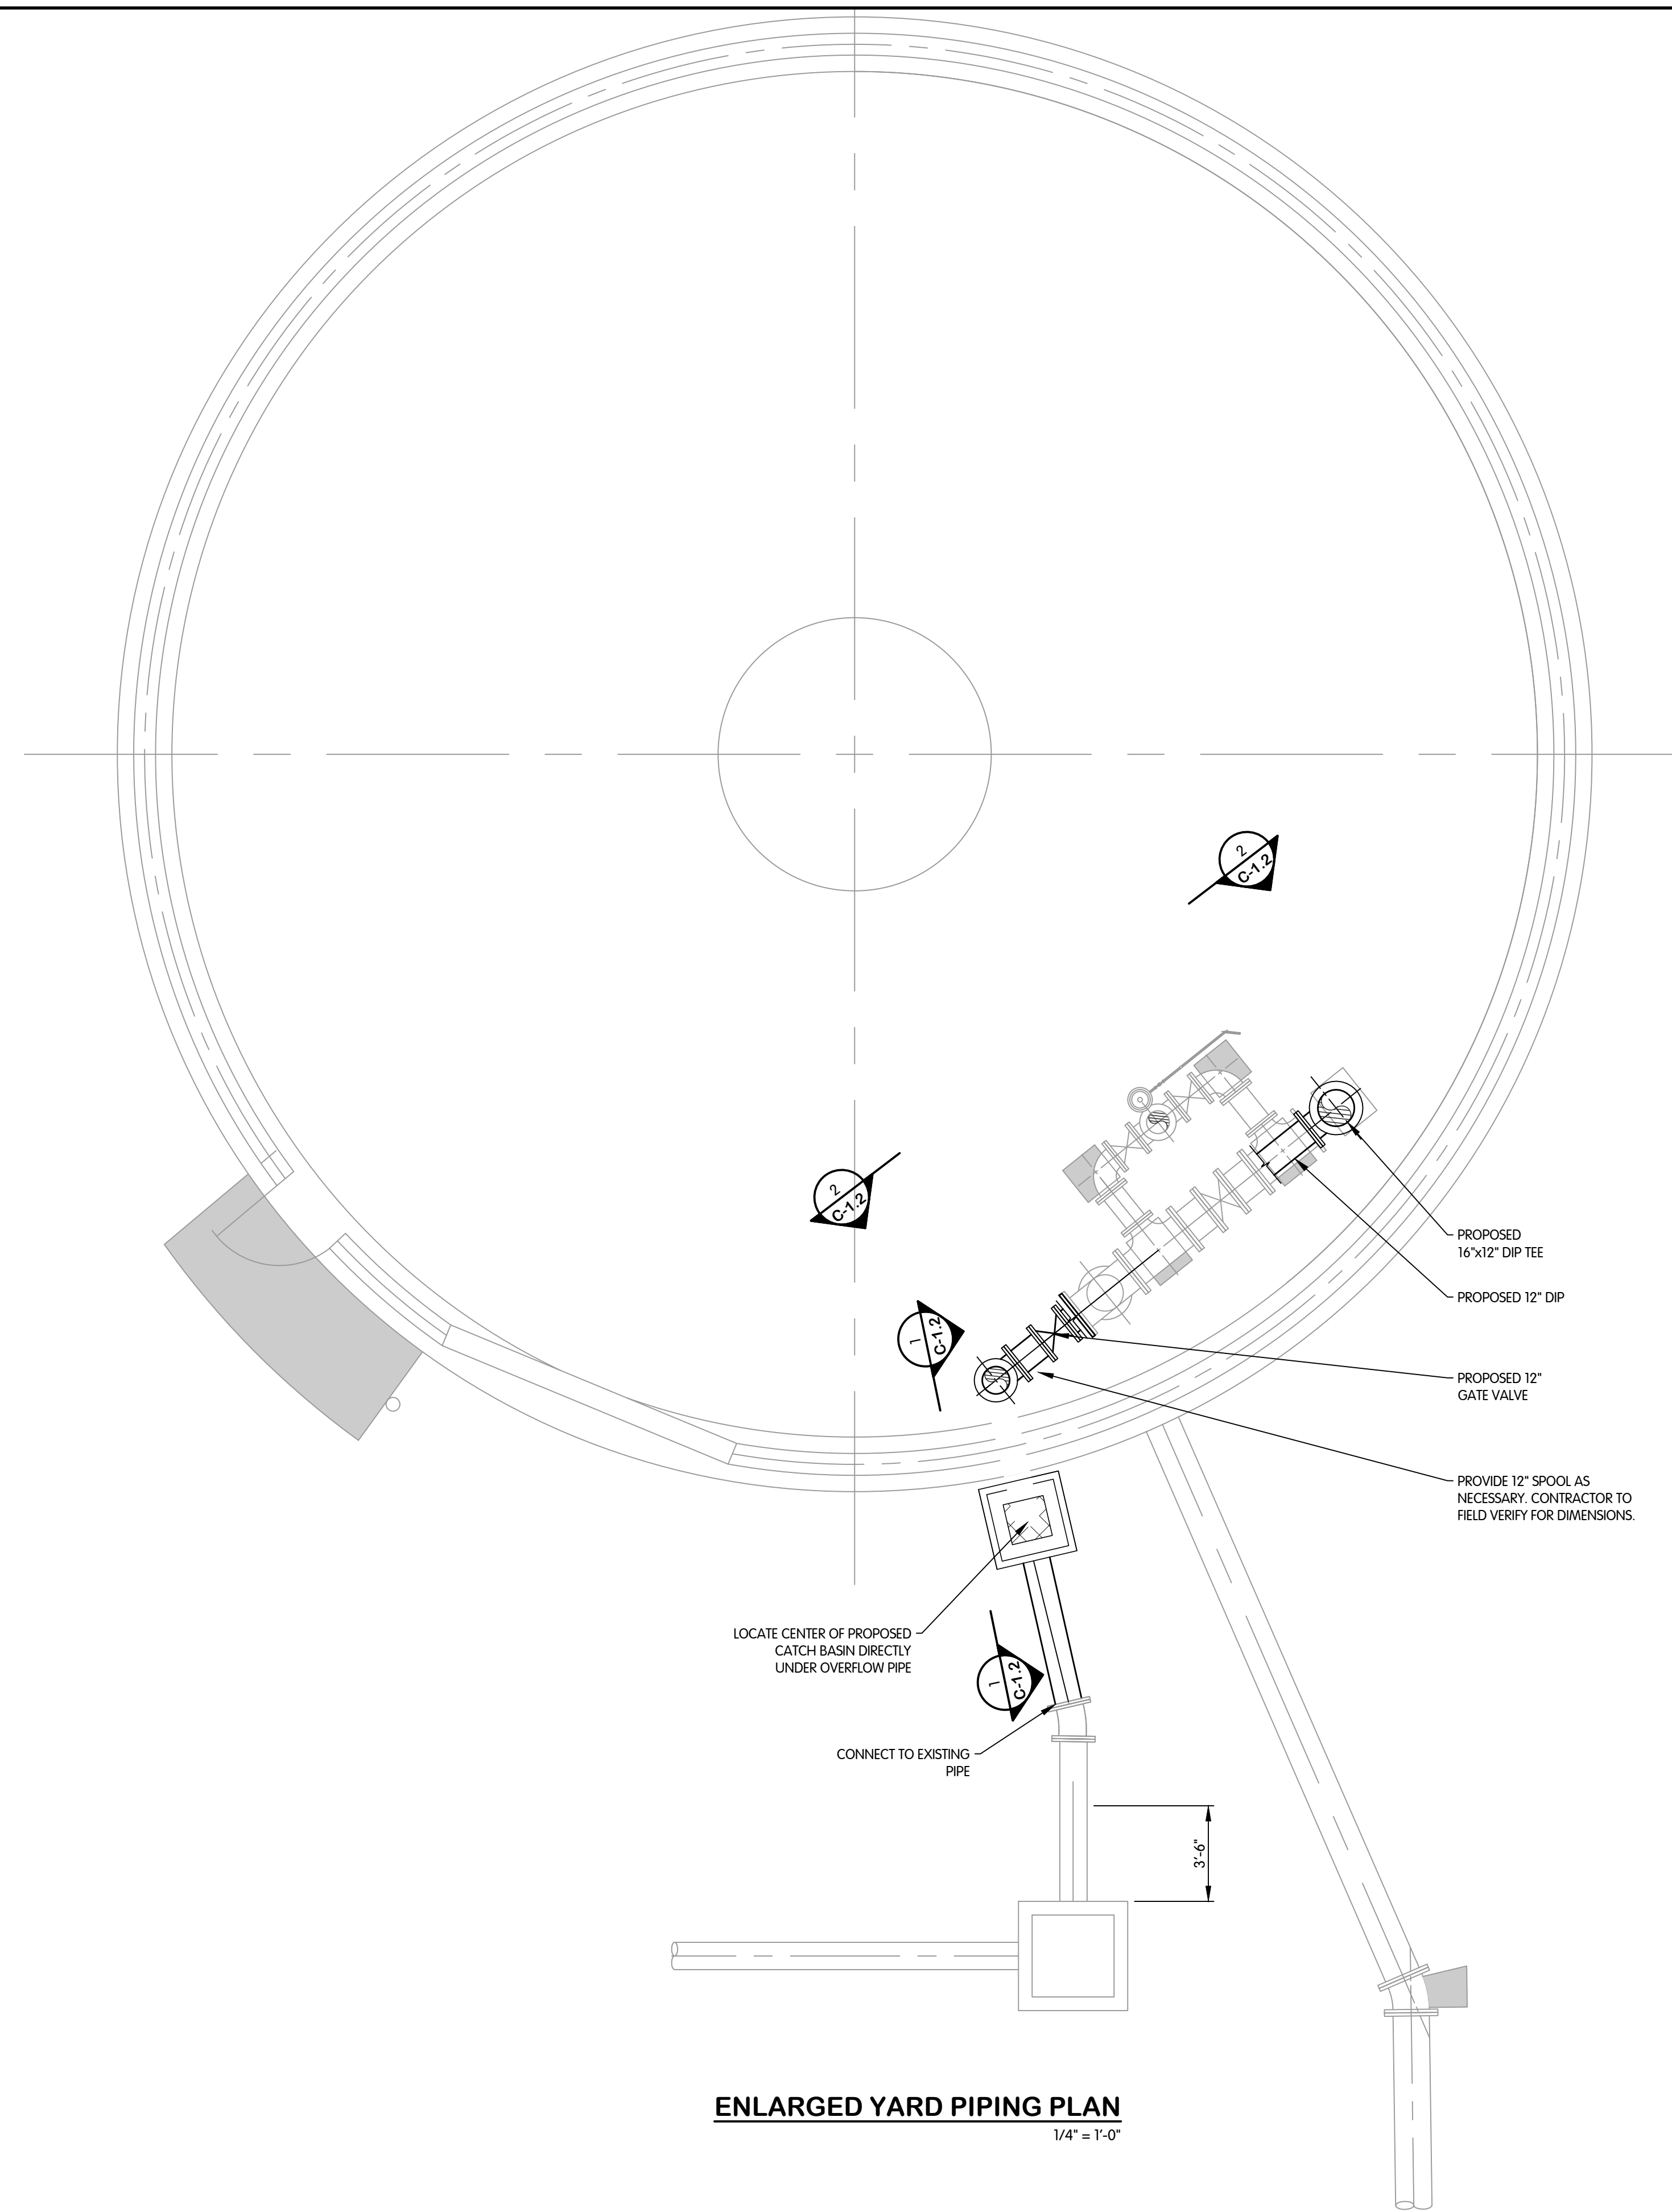 2
C-1.2
2
C-1.2
PROPOSED
16"x12" DIP TEE
PROPOSED 12" DIP
1
C-1.2
PROPOSED 12"
GATE VALVE
PROVIDE 12" SPOOL AS
NECESSARY. CONTRACTOR TO
FIELD VERIFY FOR DIMENSIONS.
LOCATE CENTER OF PROPOSED
CATCH BASIN DIRECTLY
UNDER OVERFLOW PIPE
1
C-1.2
CONNECT TO EXISTING
PIPE
3'-6"
ENLARGED YARD PIPING PLAN
1/4" = 1'-0"